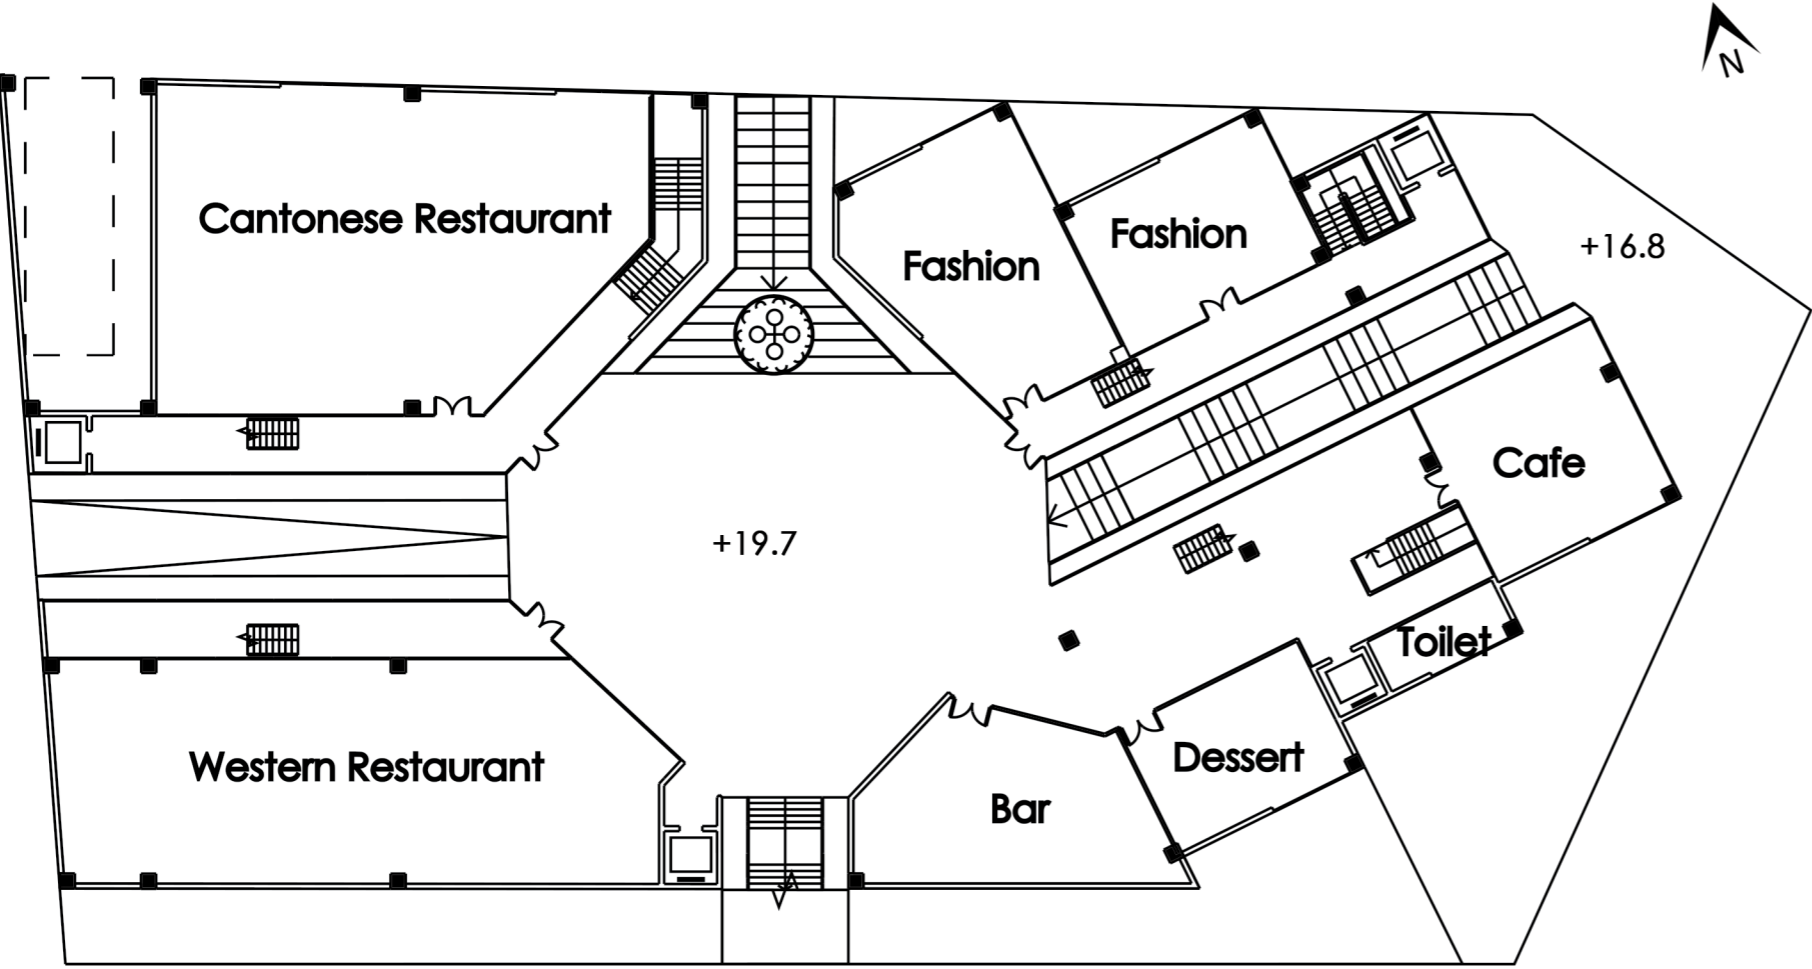 N
Cantonese Restaurant
Fashion
Fashion
+16.8
Cafe
+19.7
Toilet
Western Restaurant
Dessert
Bar